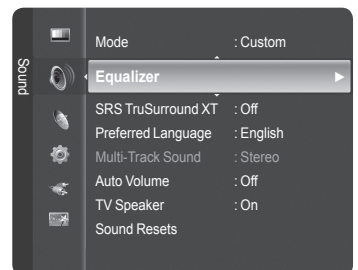 Sound
Mode : Custom
Equalizer
SRS TruSurround XT : Off
Preferred Language : English
Multi-Track Sound : Stereo
Auto Volume : Off
TV Speaker : On
Sound Resets